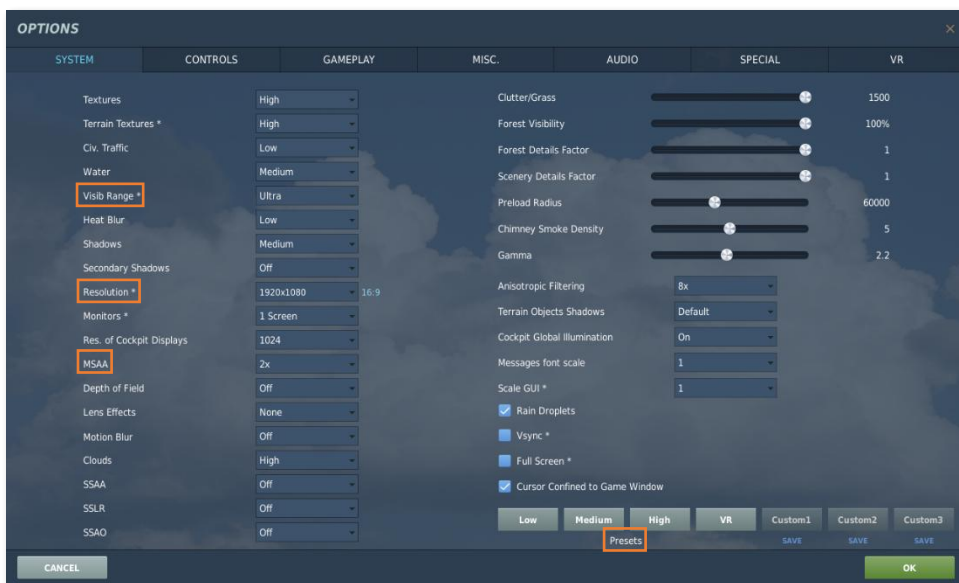 OPTIONS ×
SYSTEM CONTROLS GAMEPLAY MISC. AUDIO SPECIAL VR
Textures High
Terrain Textures * High
Civ. Traffic Low
Water Medium
Visib Range * Ultra
Heat Blur Low
Shadows Medium
Secondary Shadows Off
Resolution * 1920x1080 16:9
Monitors * 1 Screen
Res. of Cockpit Displays 1024
MSAA 2x
Depth of Field Off
Lens Effects None
Motion Blur Off
Clouds High
SSAA Off
SSLR Off
SSAO Off
Clutter/Grass 1500
Forest Visibility 100%
Forest Details Factor 1
Scenery Details Factor 1
Preload Radius 60000
Chimney Smoke Density 5
Gamma 2.2
Anisotropic Filtering 8x
Terrain Objects Shadows Default
Cockpit Global Illumination On
Messages font scale 1
Scale GUI * 1
Rain Droplets
Vsync *
Full Screen *
Cursor Confined to Game Window
Low Medium High VR Custom1 Custom2 Custom3
Presets SAVE SAVE SAVE
CANCEL OK